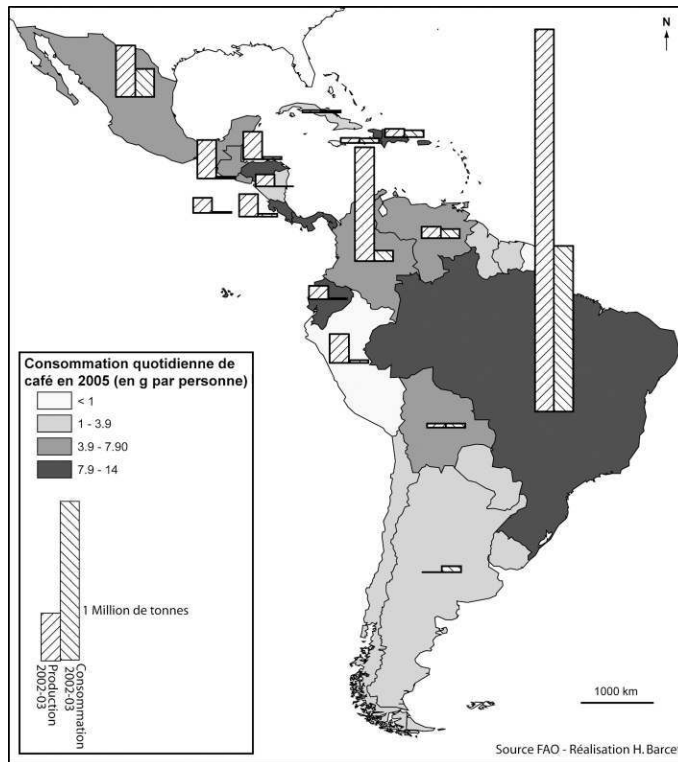 N
Consommation quotidienne de
café en 2005 (en g par personne)
< 1
1 - 3.9
3.9 - 7.90
7.9 - 14
1 Million de tonnes
Production
2002-03
Consommation
2002-03
1000 km
Source FAO - Réalisation H. Barcet